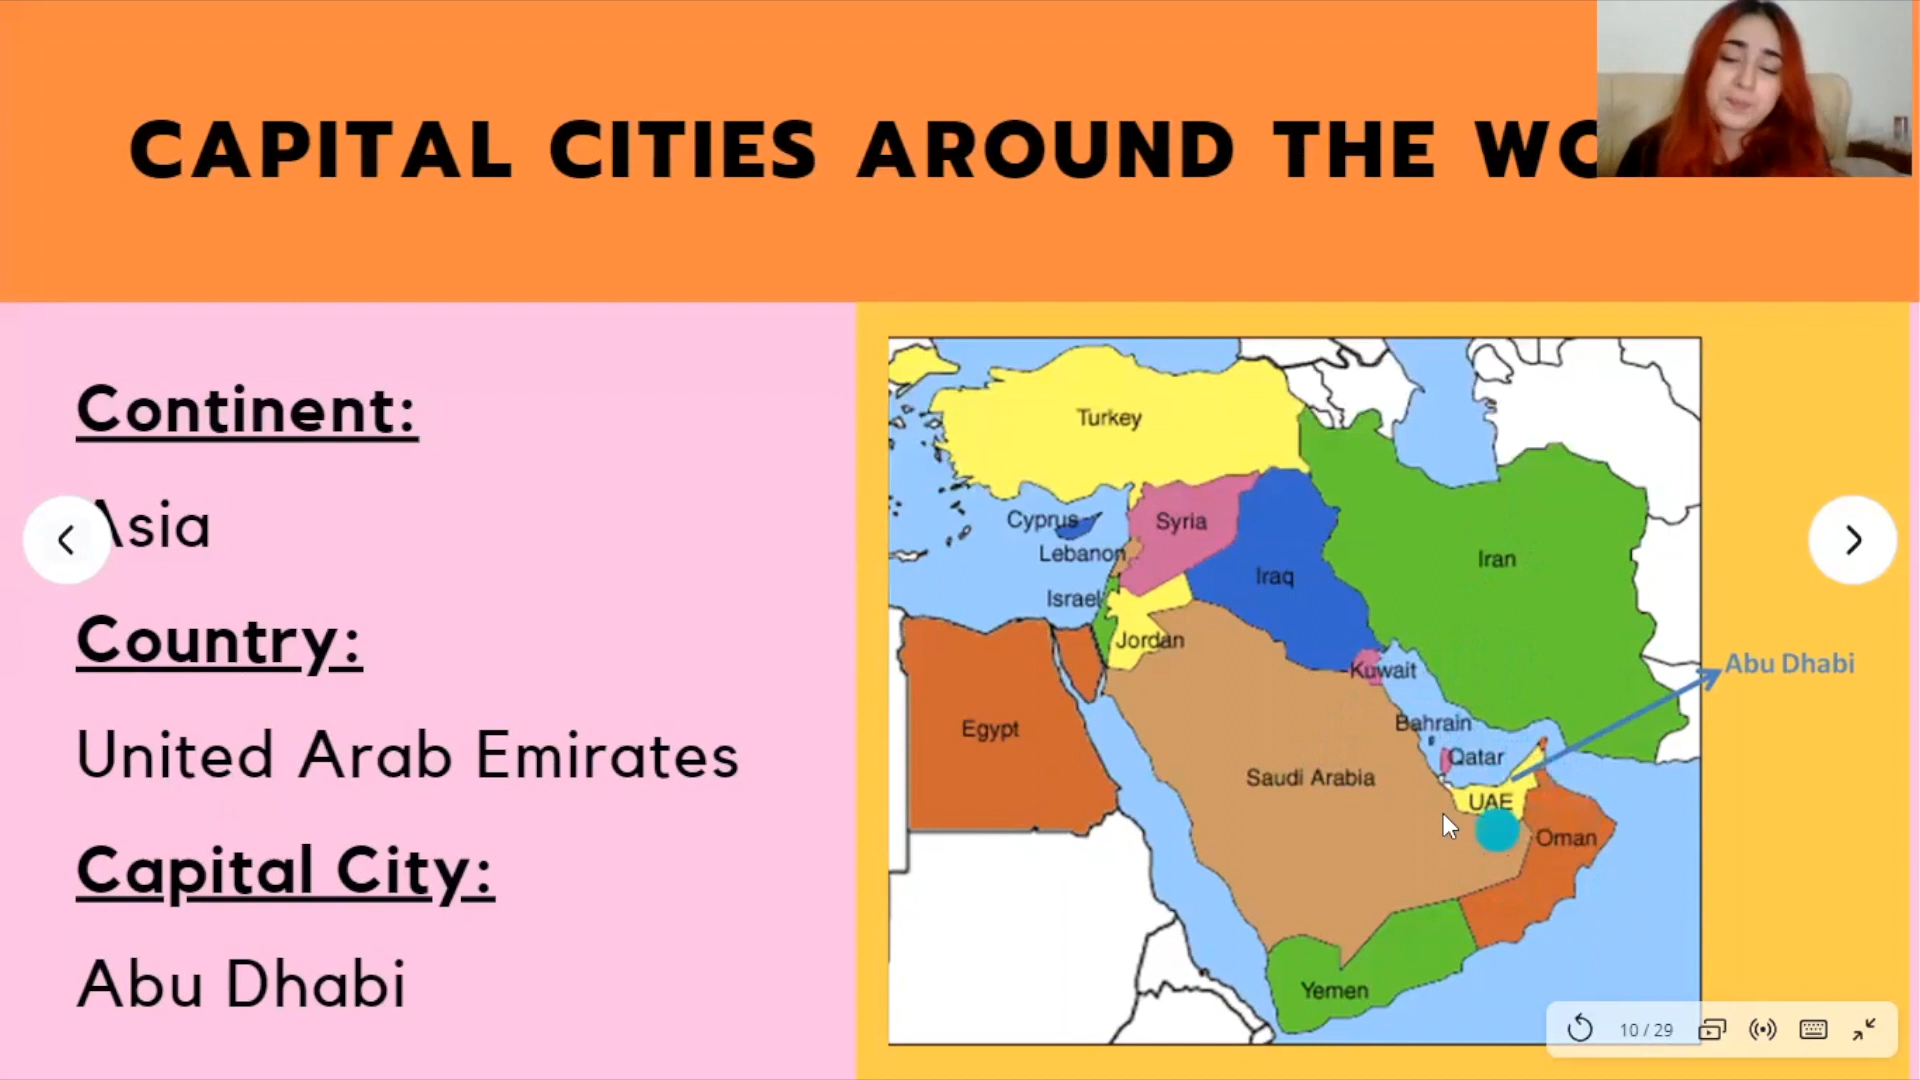 CAPITAL CITIES AROUND THE WO
Continent:
Asia
Country:
United Arab Emirates
Capital City:
Abu Dhabi
Turkey
Cyprus
Syria
Lebanon
Iraq
Iran
Israel
Jordan
Kuwait
Abu Dhabi
Egypt
Bahrain
Qatar
Saudi Arabia
UAE
Oman
Yemen
10 / 29